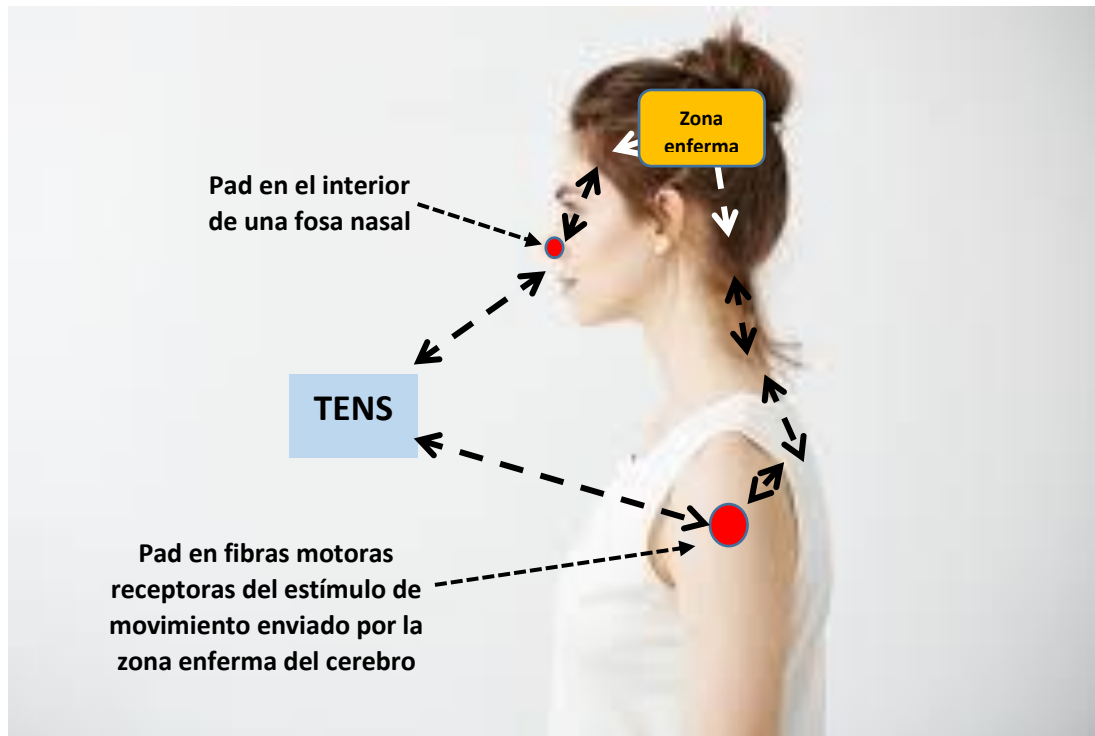 Zona
enferma
Pad en el interior
de una fosa nasal
TENS
Pad en fibras motoras
receptoras del estímulo de
movimiento enviado por la
zona enferma del cerebro